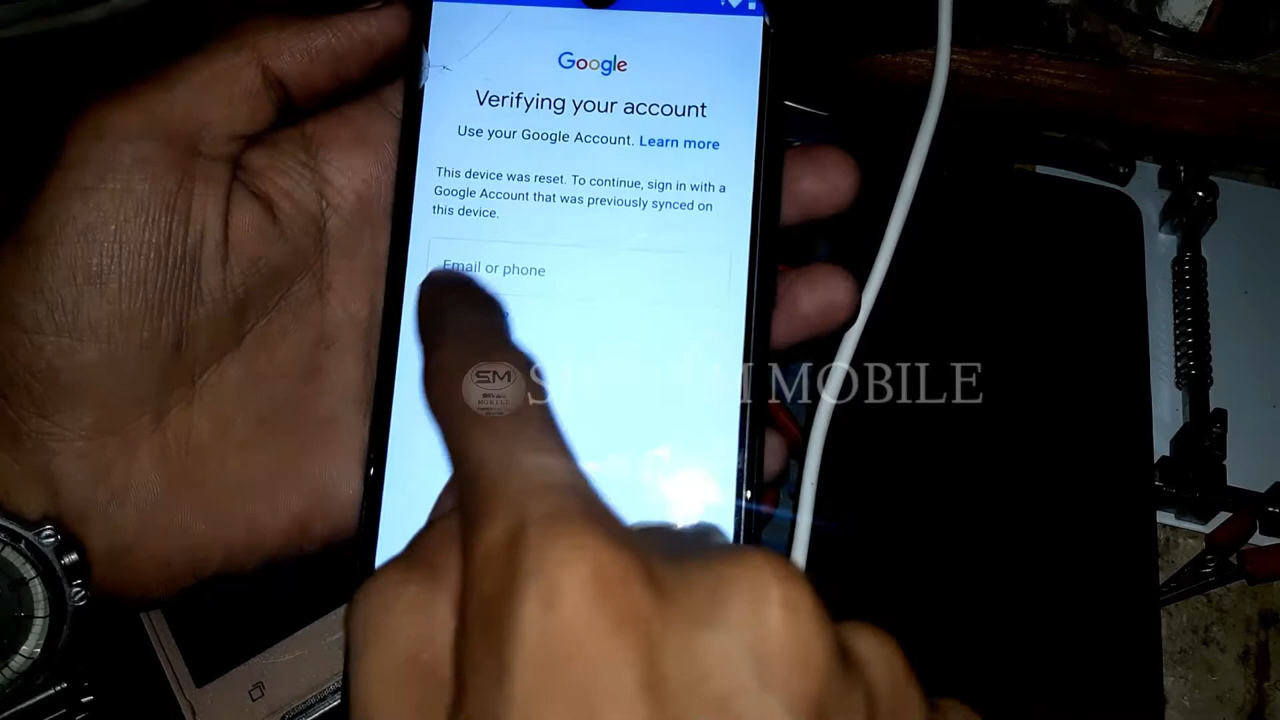 Google
Verifying your account
Use your Google Account. Learn more
This device was reset. To continue, sign in with a
Google Account that was previously synced on
this device.
Email or phone
SM
MOBILE
MOBILE